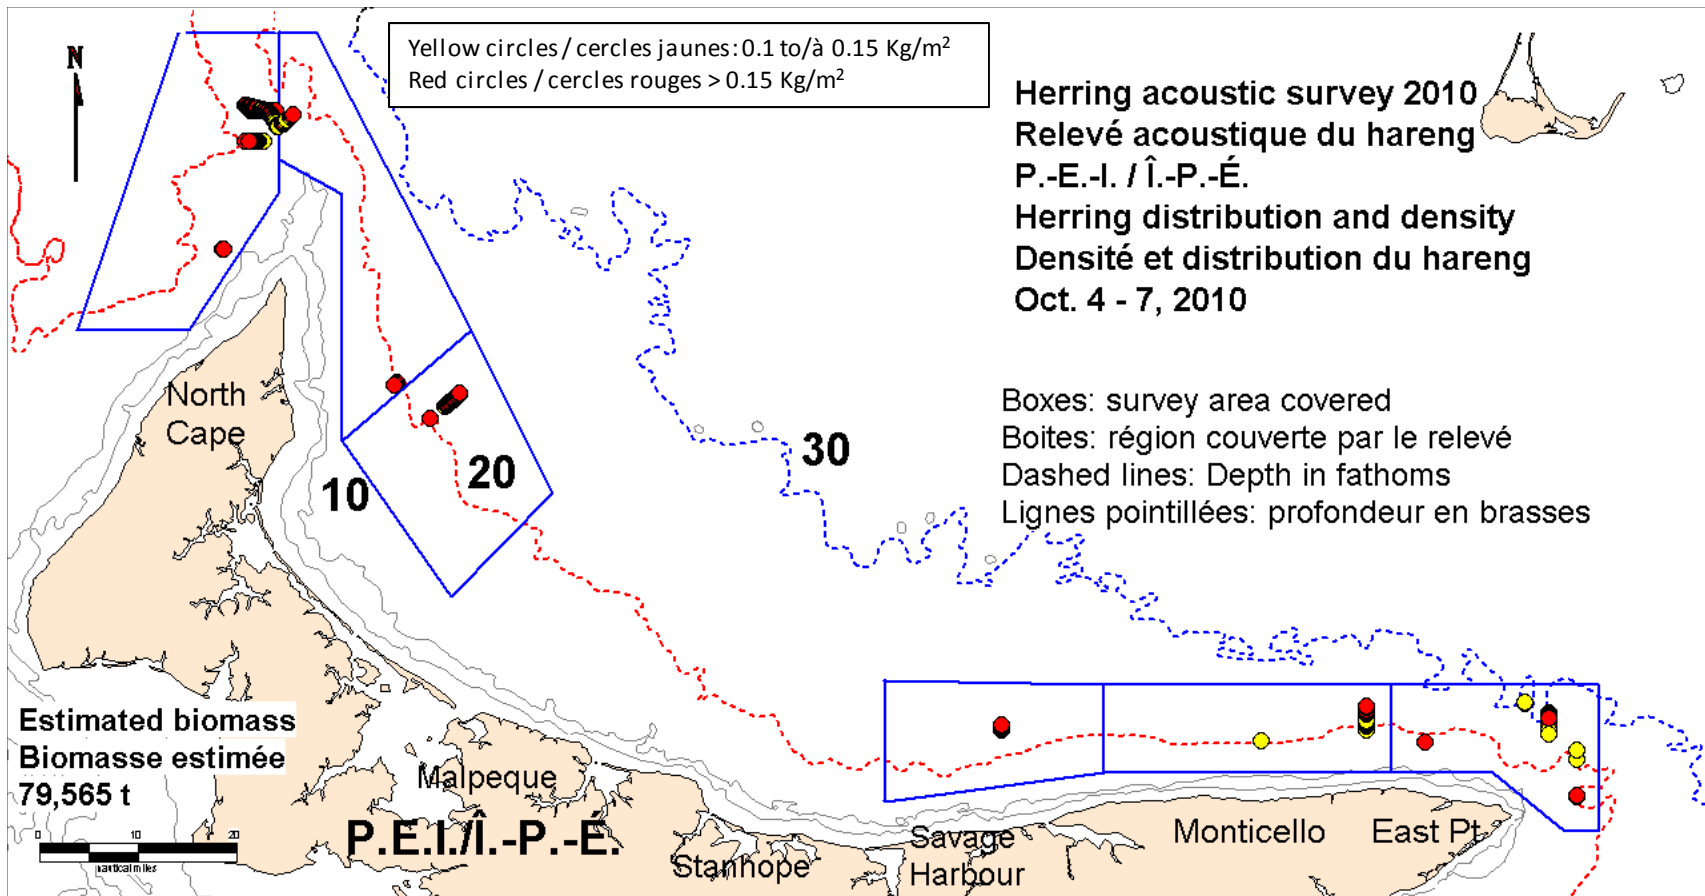 Yellow circles / cercles jaunes: 0.1 to/à 0.15 Kg/m²
Red circles / cercles rouges > 0.15 Kg/m²
N
Herring acoustic survey 2010
Relevé acoustique du hareng
P.-E.-I. / Î.-P.-É.
Herring distribution and density
Densité et distribution du hareng
Oct. 4 - 7, 2010
Boxes: survey area covered
Boites: région couverte par le relevé
Dashed lines: Depth in fathoms
Lignes pointillées: profondeur en brasses
North
Cape
10
20
30
Estimated biomass
Biomasse estimée
79,565 t
0 10 20
nautical miles
Malpeque
P.E.I./Î.-P.-É.
Stanhope
Savage
Harbour
Monticello
East Pt